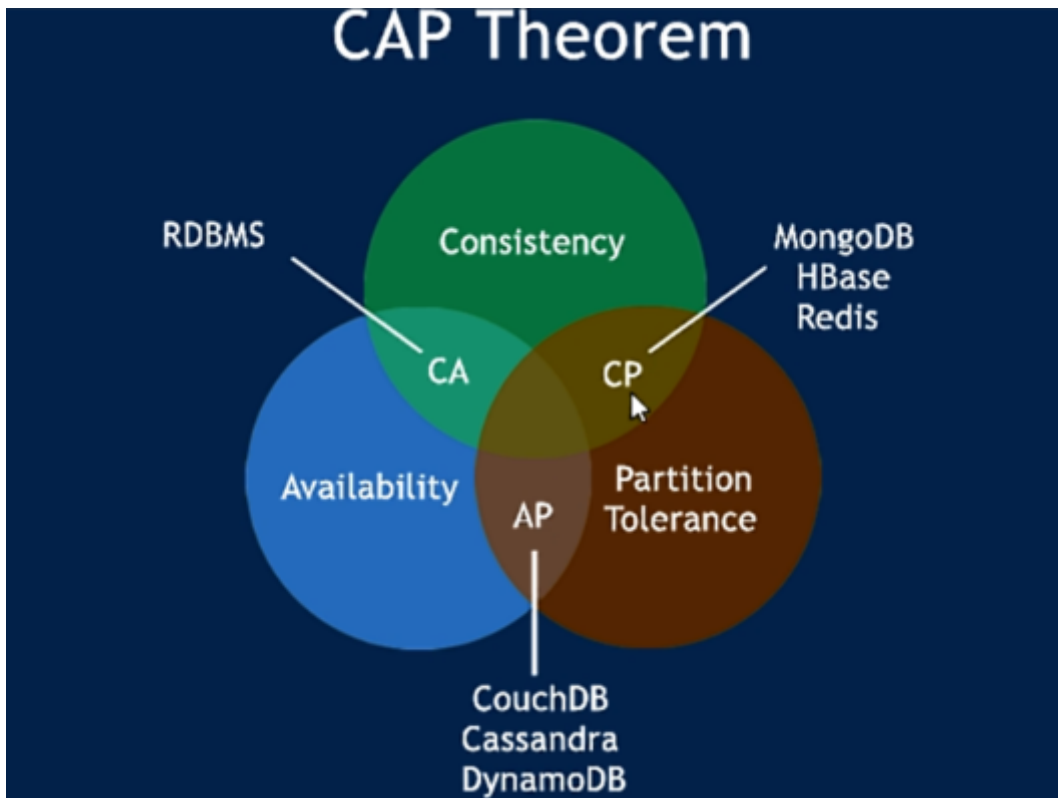 CAP Theorem
Consistency
RDBMS
MongoDB
HBase
Redis
CA
CP
Availability
Partition
Tolerance
AP
CouchDB
Cassandra
DynamoDB